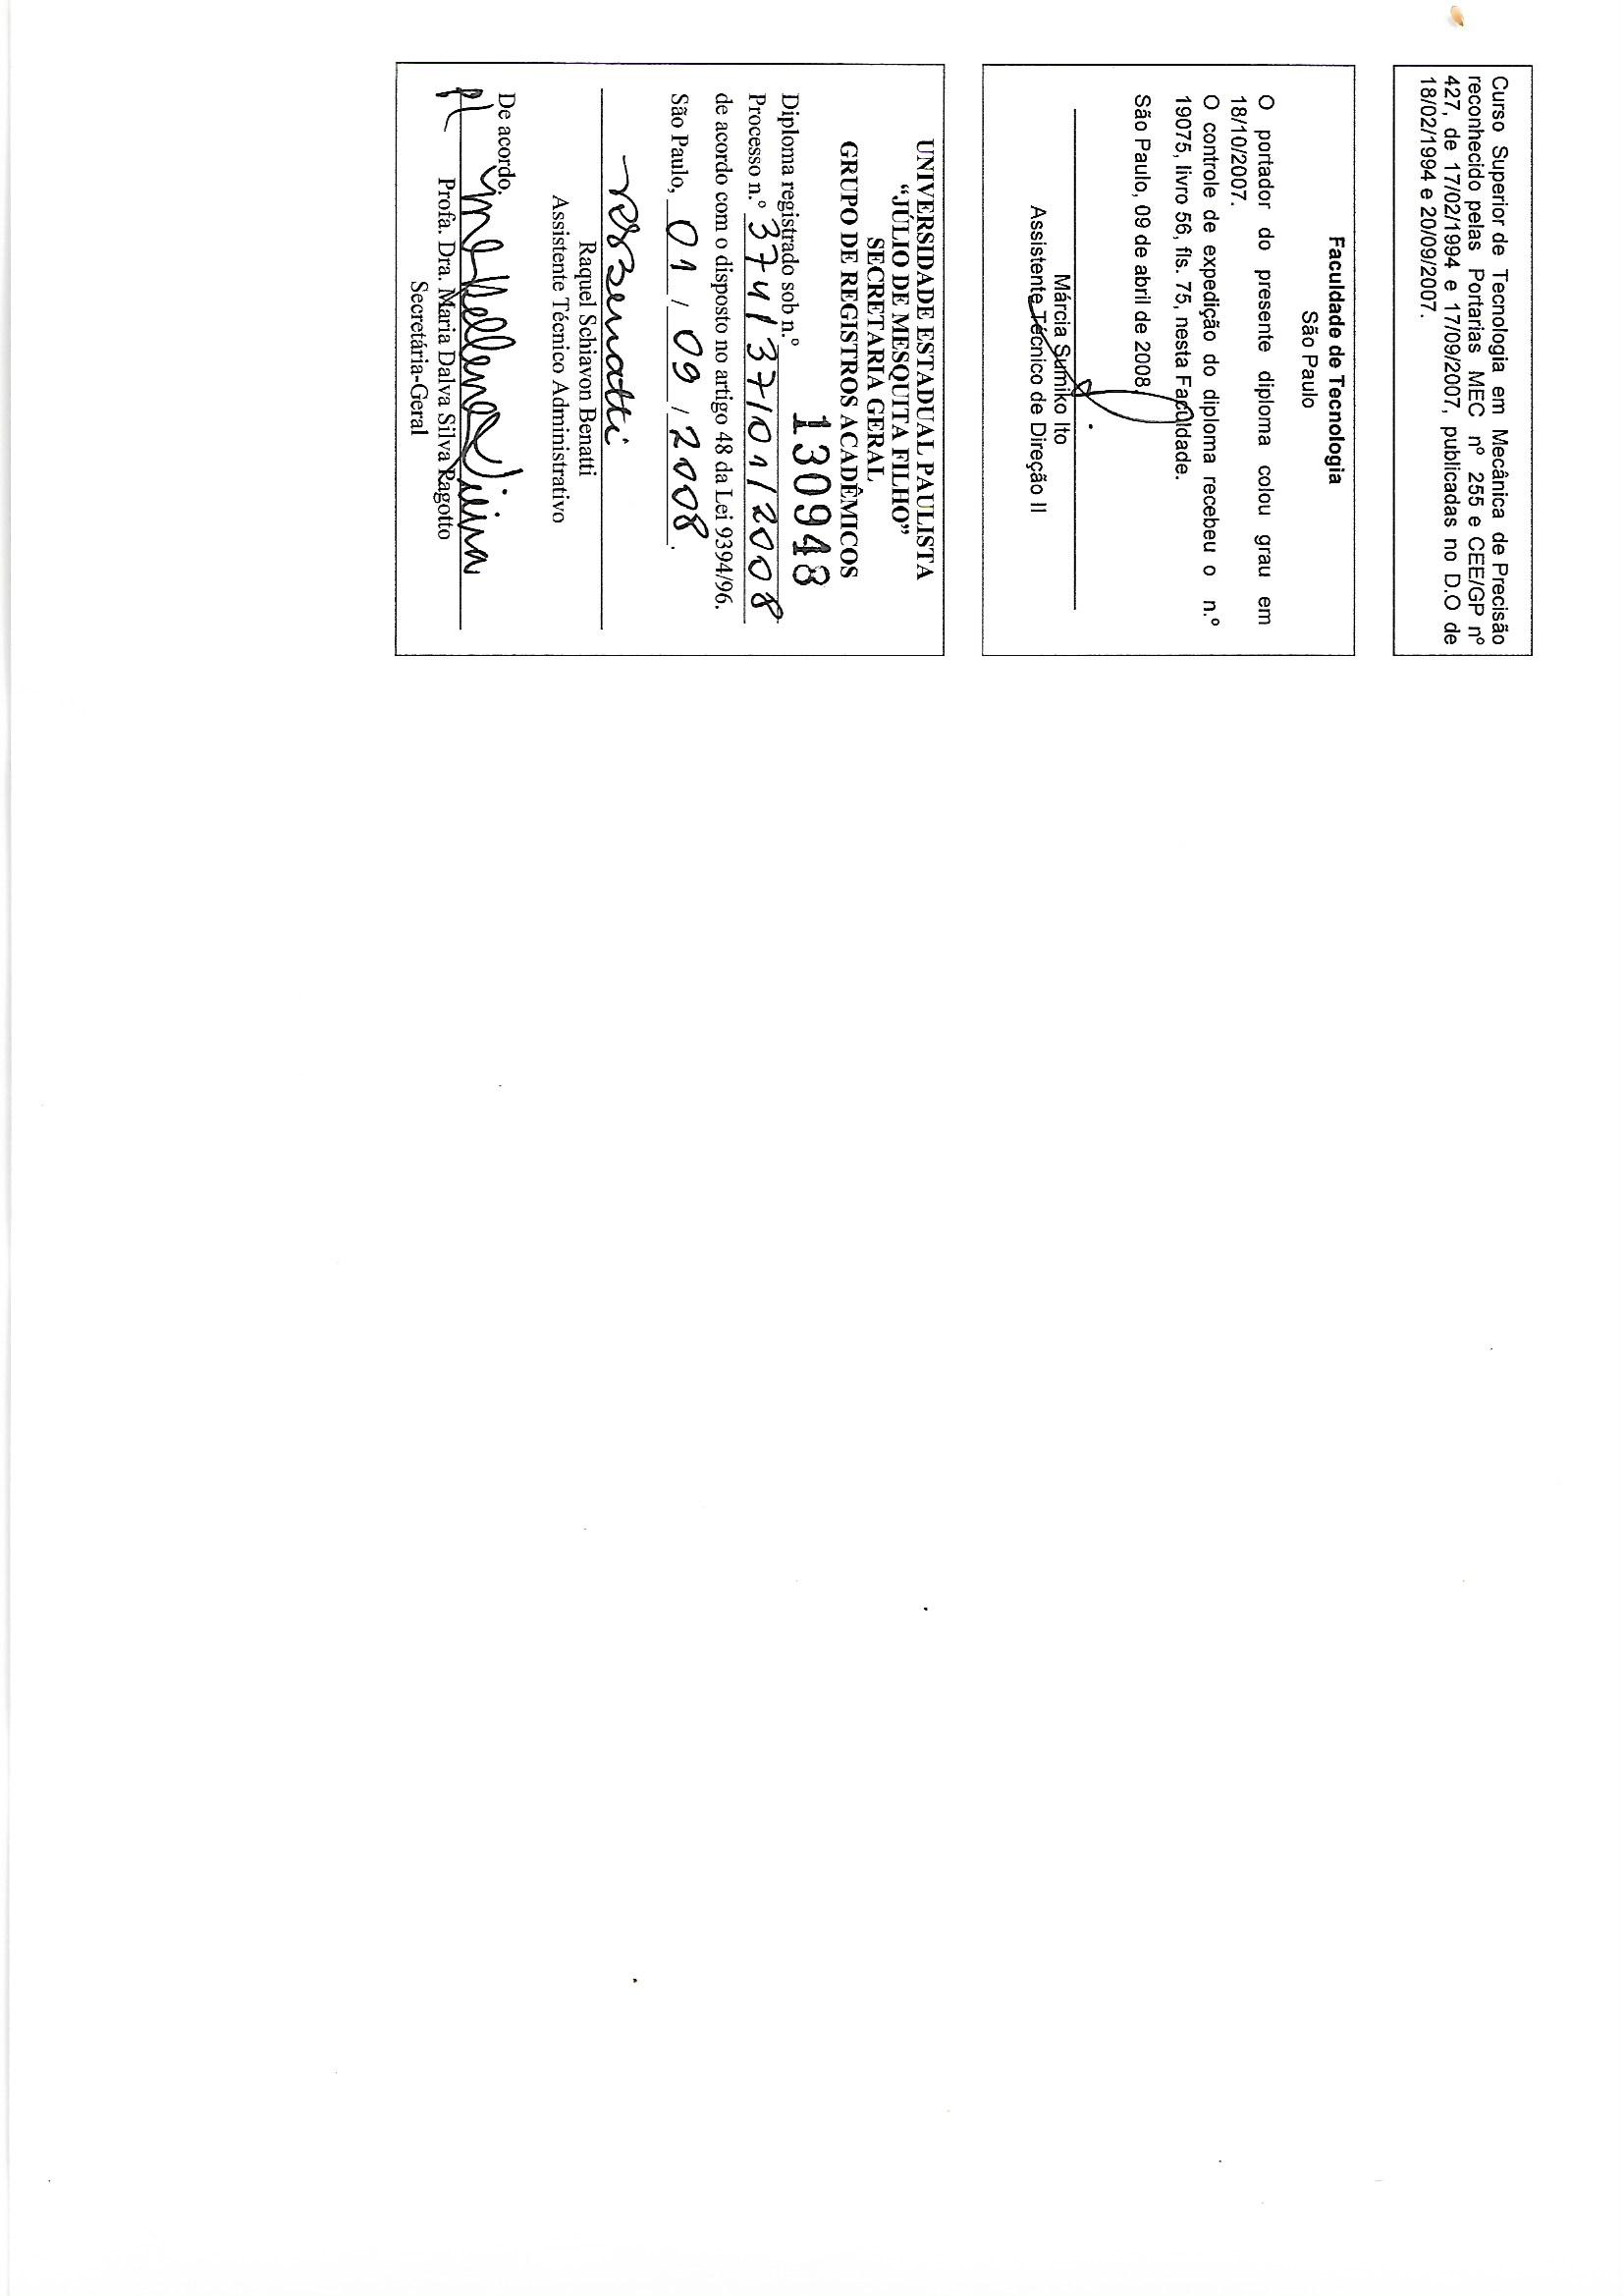 Curso Superior de Tecnologia em Mecânica de Precisão
reconhecido pelas Portarias MEC nº 255 e CEE/GP nº
427, de 17/02/1994 e 17/09/2007, publicadas no D.O de
18/02/1994 e 20/09/2007.
Faculdade de Tecnologia
São Paulo
O portador do presente diploma colou grau em
18/10/2007.
O controle de expedição do diploma recebeu o n.º
19075, livro 56, fls. 75, nesta Faculdade.
São Paulo, 09 de abril de 2008.
Márcia Sumiko Ito
Assistente Técnico de Direção II
UNIVERSIDADE ESTADUAL PAULISTA
“JÚLIO DE MESQUITA FILHO”
SECRETARIA GERAL
GRUPO DE REGISTROS ACADÊMICOS
Diploma registrado sob n.º 130948
Processo n.º 3741/37/01/2008
de acordo com o disposto no artigo 48 da Lei 9394/96.
São Paulo, 01 / 09 / 2008.
Raquel Schiavon Benatti
Assistente Técnico Administrativo
De acordo.
Profa. Dra. Maria Dalva Silva Pagotto
Secretária-Geral